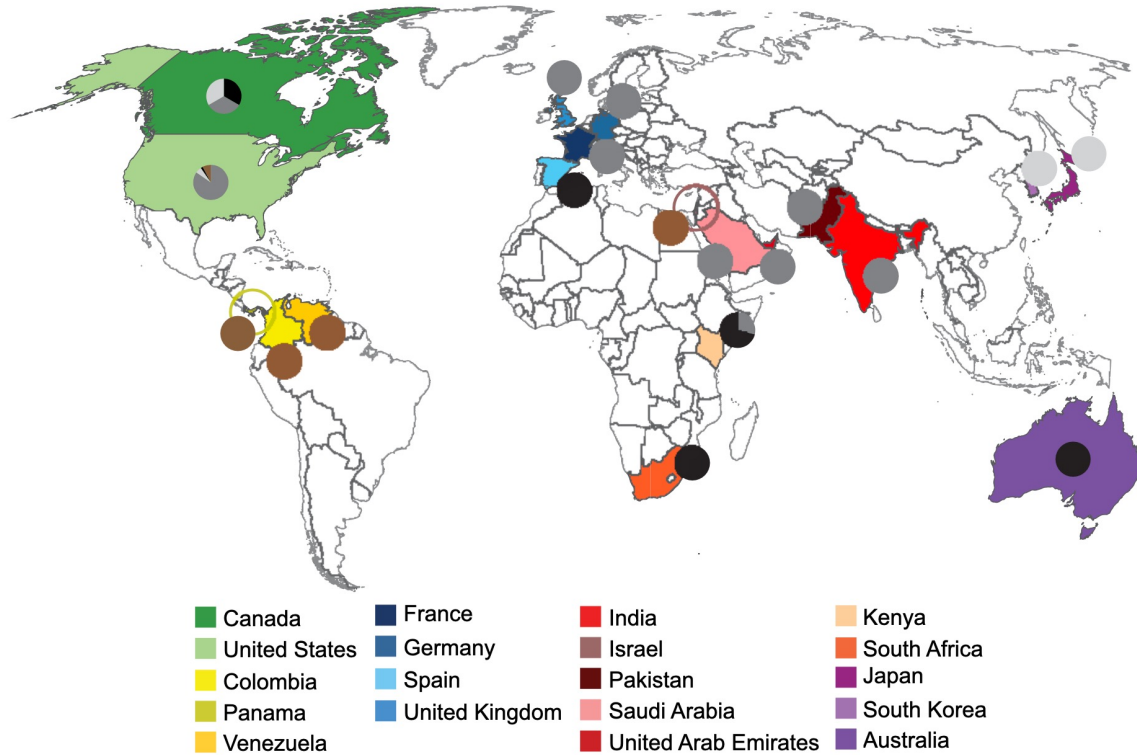 Canada
United States
Colombia
Panama
Venezuela
France
Germany
Spain
United Kingdom
India
Israel
Pakistan
Saudi Arabia
United Arab Emirates
Kenya
South Africa
Japan
South Korea
Australia